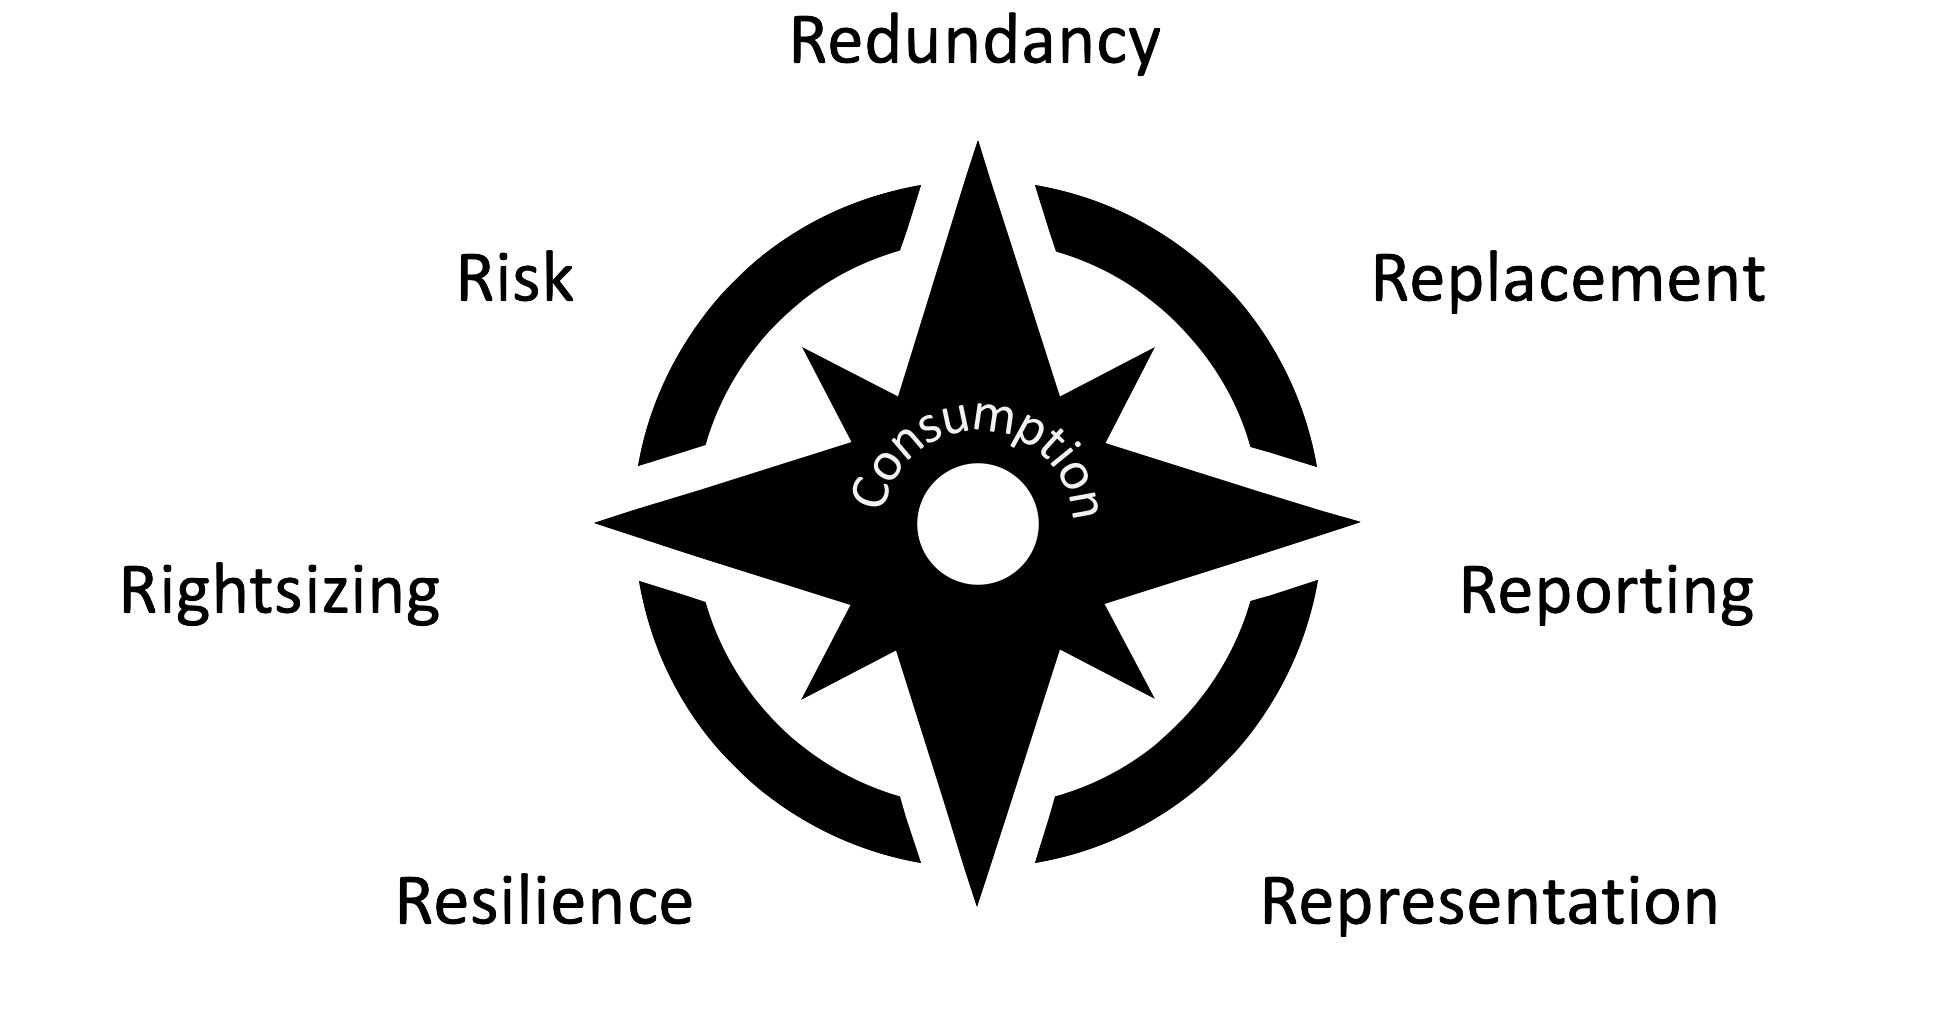 Redundancy
Risk
Replacement
Consumption
Rightsizing
Reporting
Resilience
Representation